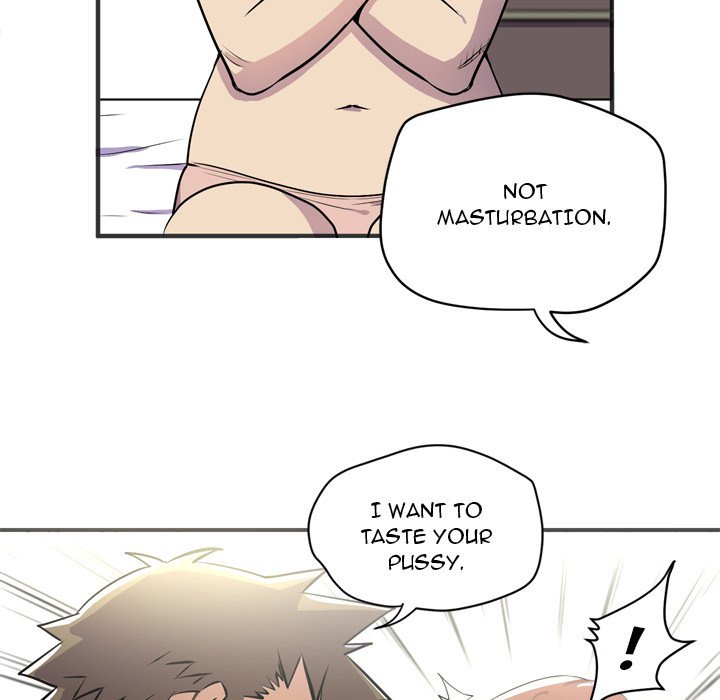 NOT
MASTURBATION.
I WANT TO
TASTE YOUR
PUSSY.
!